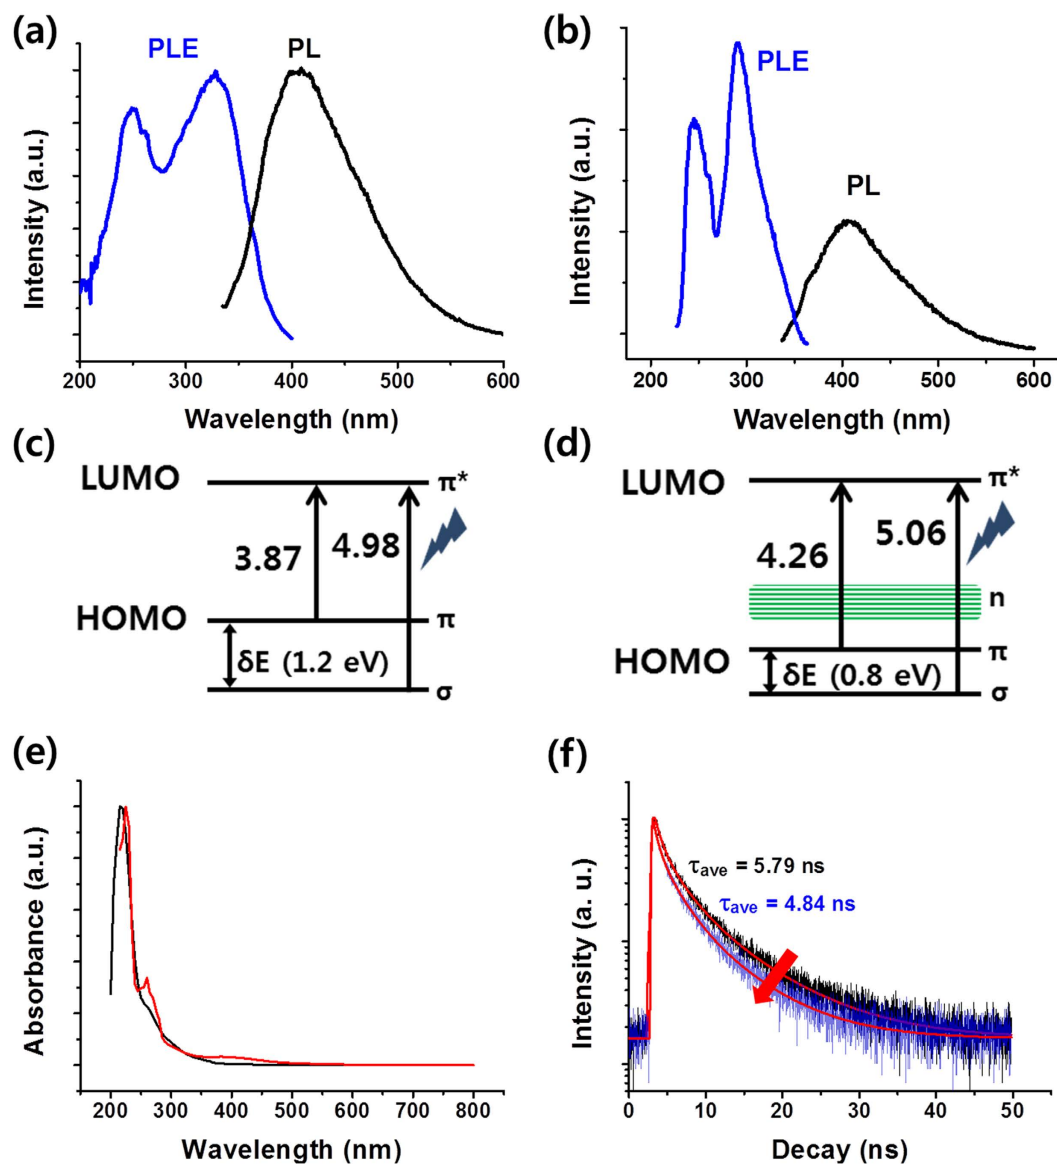 (a)
PLE
PL
Intensity (a.u.)
200 300 400 500 600
Wavelength (nm)
(b)
PLE
PL
Intensity (a.u.)
200 300 400 500 600
Wavelength (nm)
(c)
LUMO
π*
3.87
4.98
HOMO
π
δE (1.2 eV)
σ
(d)
LUMO
π*
4.26
5.06
n
HOMO
π
δE (0.8 eV)
σ
(e)
Absorbance (a.u.)
200 300 400 500 600 700 800
Wavelength (nm)
(f)
τave = 5.79 ns
τave = 4.84 ns
Intensity (a. u.)
0 10 20 30 40 50
Decay (ns)